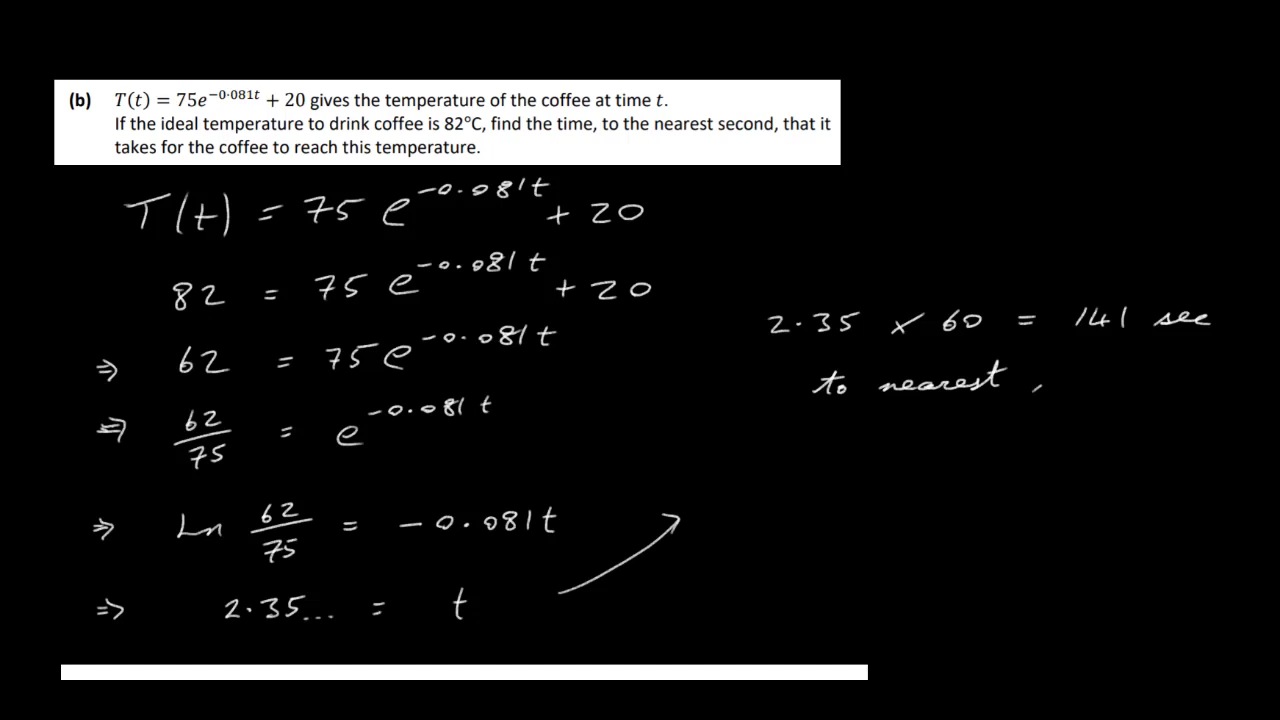 (b) T(t) = 75e^−0·081t + 20 gives the temperature of the coffee at time t.
If the ideal temperature to drink coffee is 82°C, find the time, to the nearest second, that it
takes for the coffee to reach this temperature.
T(t) = 75 e^−0.081t + 20
82 = 75 e^−0.081t + 20
⇒ 62 = 75 e^−0.081t
⇒ 62/75 = e^−0.081t
⇒ Ln 62/75 = −0.081t
⇒ 2.35... = t
2.35 × 60 = 141 sec
to nearest